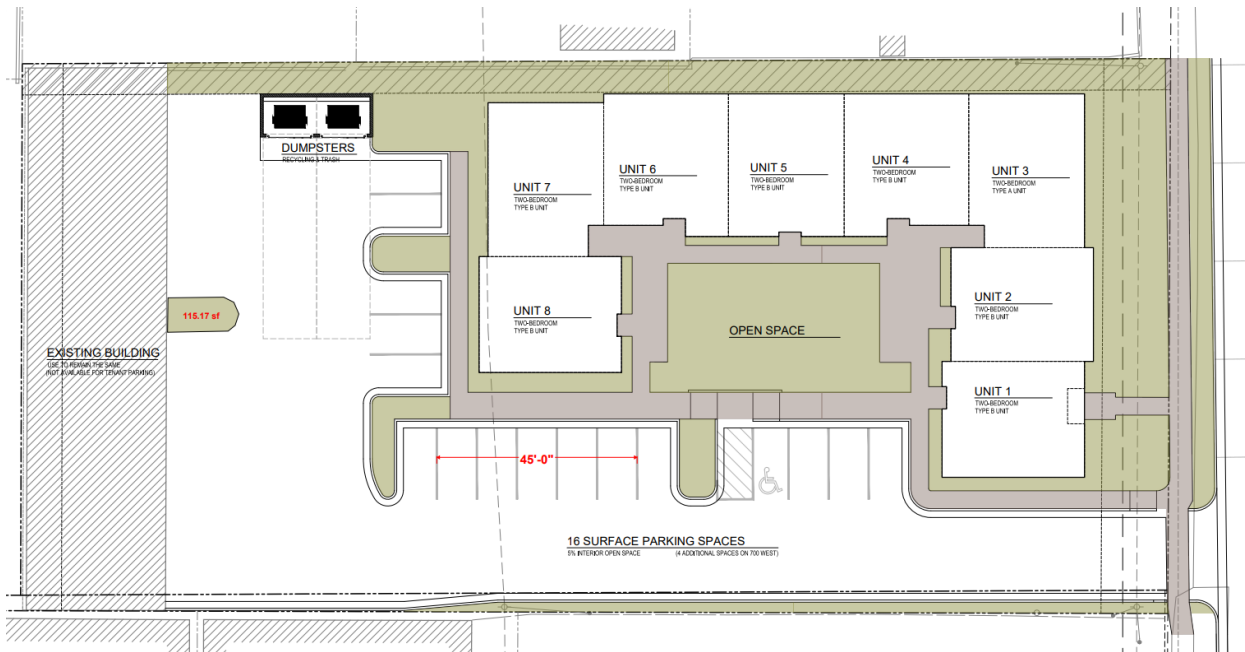 DUMPSTERS
RECYCLING & TRASH
UNIT 7
TWO-BEDROOM
TYPE B UNIT
UNIT 6
TWO-BEDROOM
TYPE B UNIT
UNIT 5
TWO-BEDROOM
TYPE B UNIT
UNIT 4
TWO-BEDROOM
TYPE B UNIT
UNIT 3
TWO-BEDROOM
TYPE A UNIT
UNIT 8
TWO-BEDROOM
TYPE B UNIT
UNIT 2
TWO-BEDROOM
TYPE B UNIT
115.17 sf
OPEN SPACE
EXISTING BUILDING
USE TO REMAIN THE SAME
(NOT AVAILABLE FOR TENANT PARKING)
UNIT 1
TWO-BEDROOM
TYPE B UNIT
45'-0"
16 SURFACE PARKING SPACES
5% INTERIOR OPEN SPACE (4 ADDITIONAL SPACES ON 700 WEST)